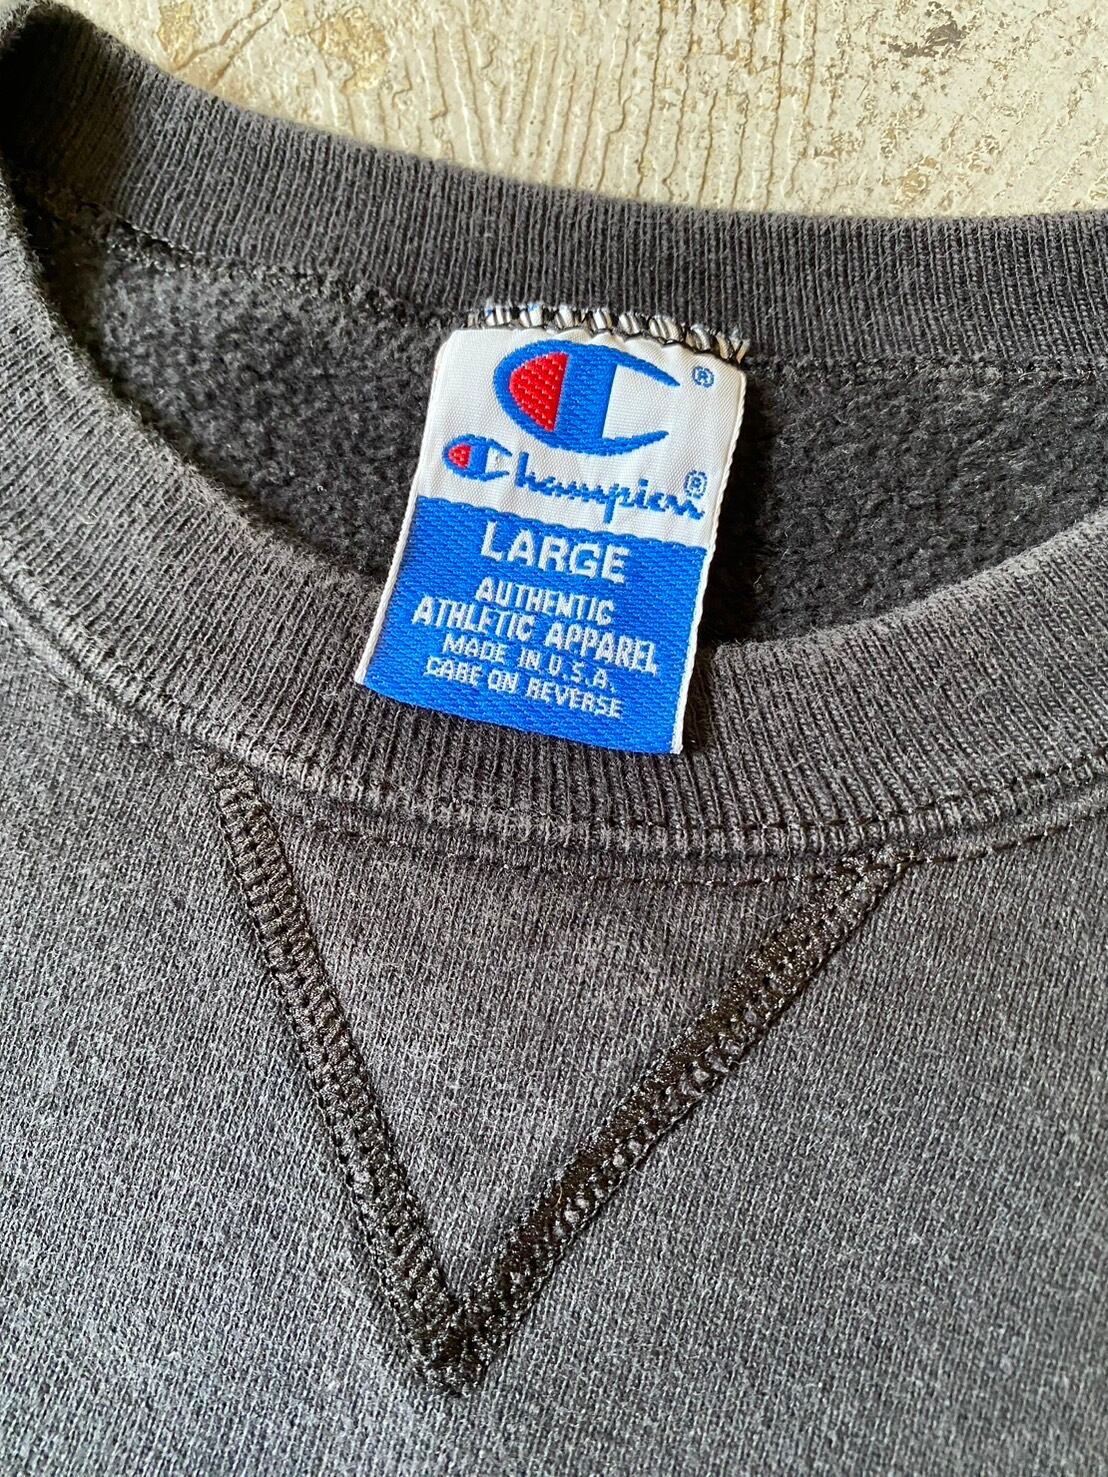 ®
Champion®
LARGE
AUTHENTIC
ATHLETIC APPAREL
MADE IN U.S.A.
CARE ON REVERSE